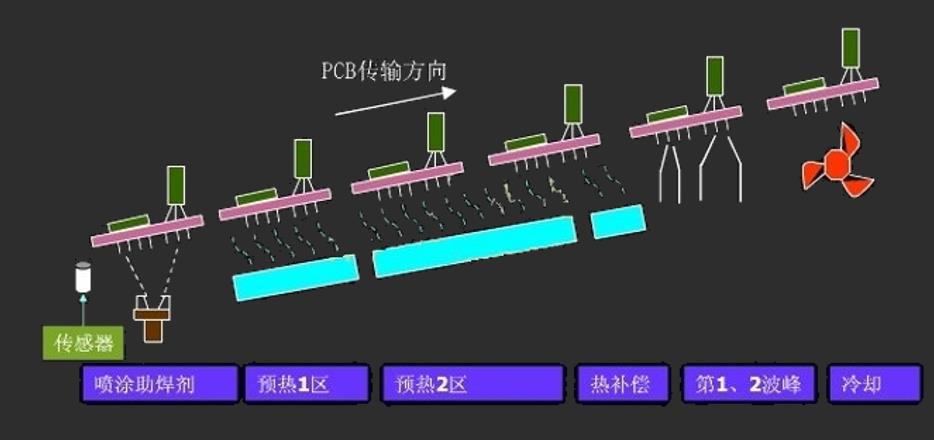 PCB传输方向
传感器
喷涂助焊剂
预热1区
预热2区
热补偿
第1、2波峰
冷却